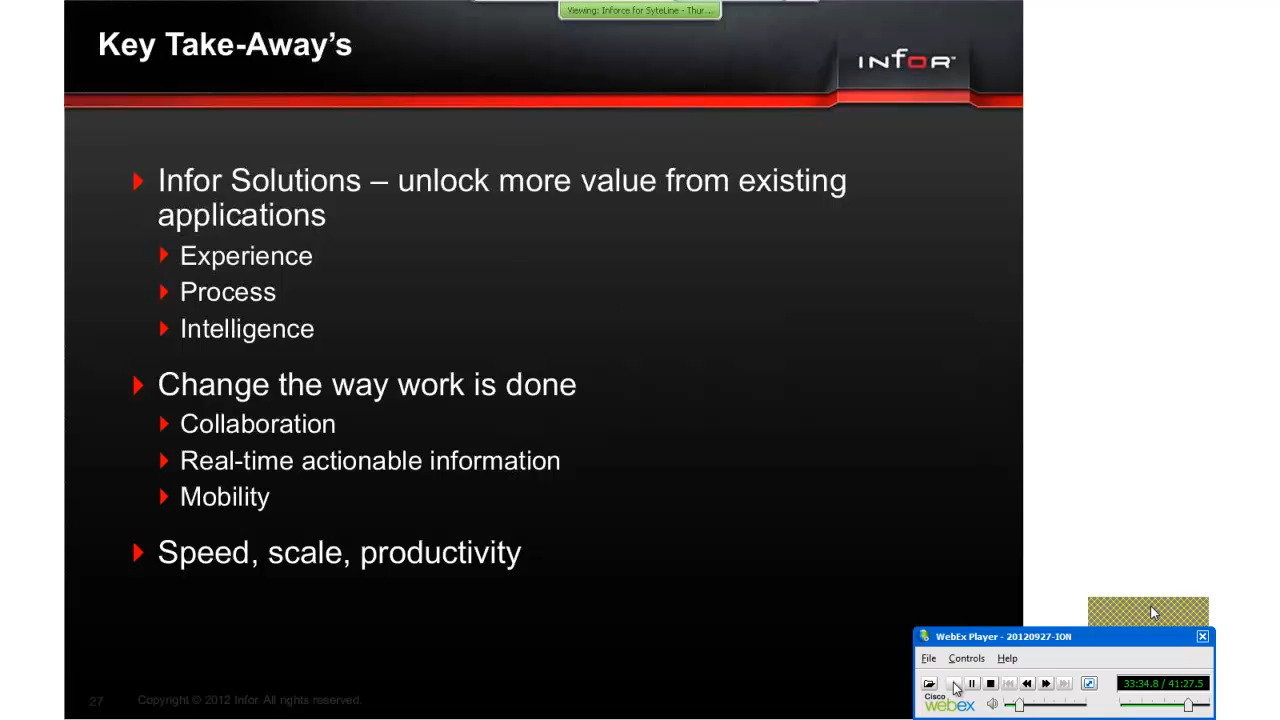 Viewing: Inforce for SyteLine - Thur...
Key Take-Away's
infor™
Infor Solutions – unlock more value from existing
applications
Experience
Process
Intelligence
Change the way work is done
Collaboration
Real-time actionable information
Mobility
Speed, scale, productivity
27 Copyright © 2012 Infor. All rights reserved.
WebEx Player - 20120927-ION
File Controls Help
33:34.8 / 41:27.5
Cisco
webex